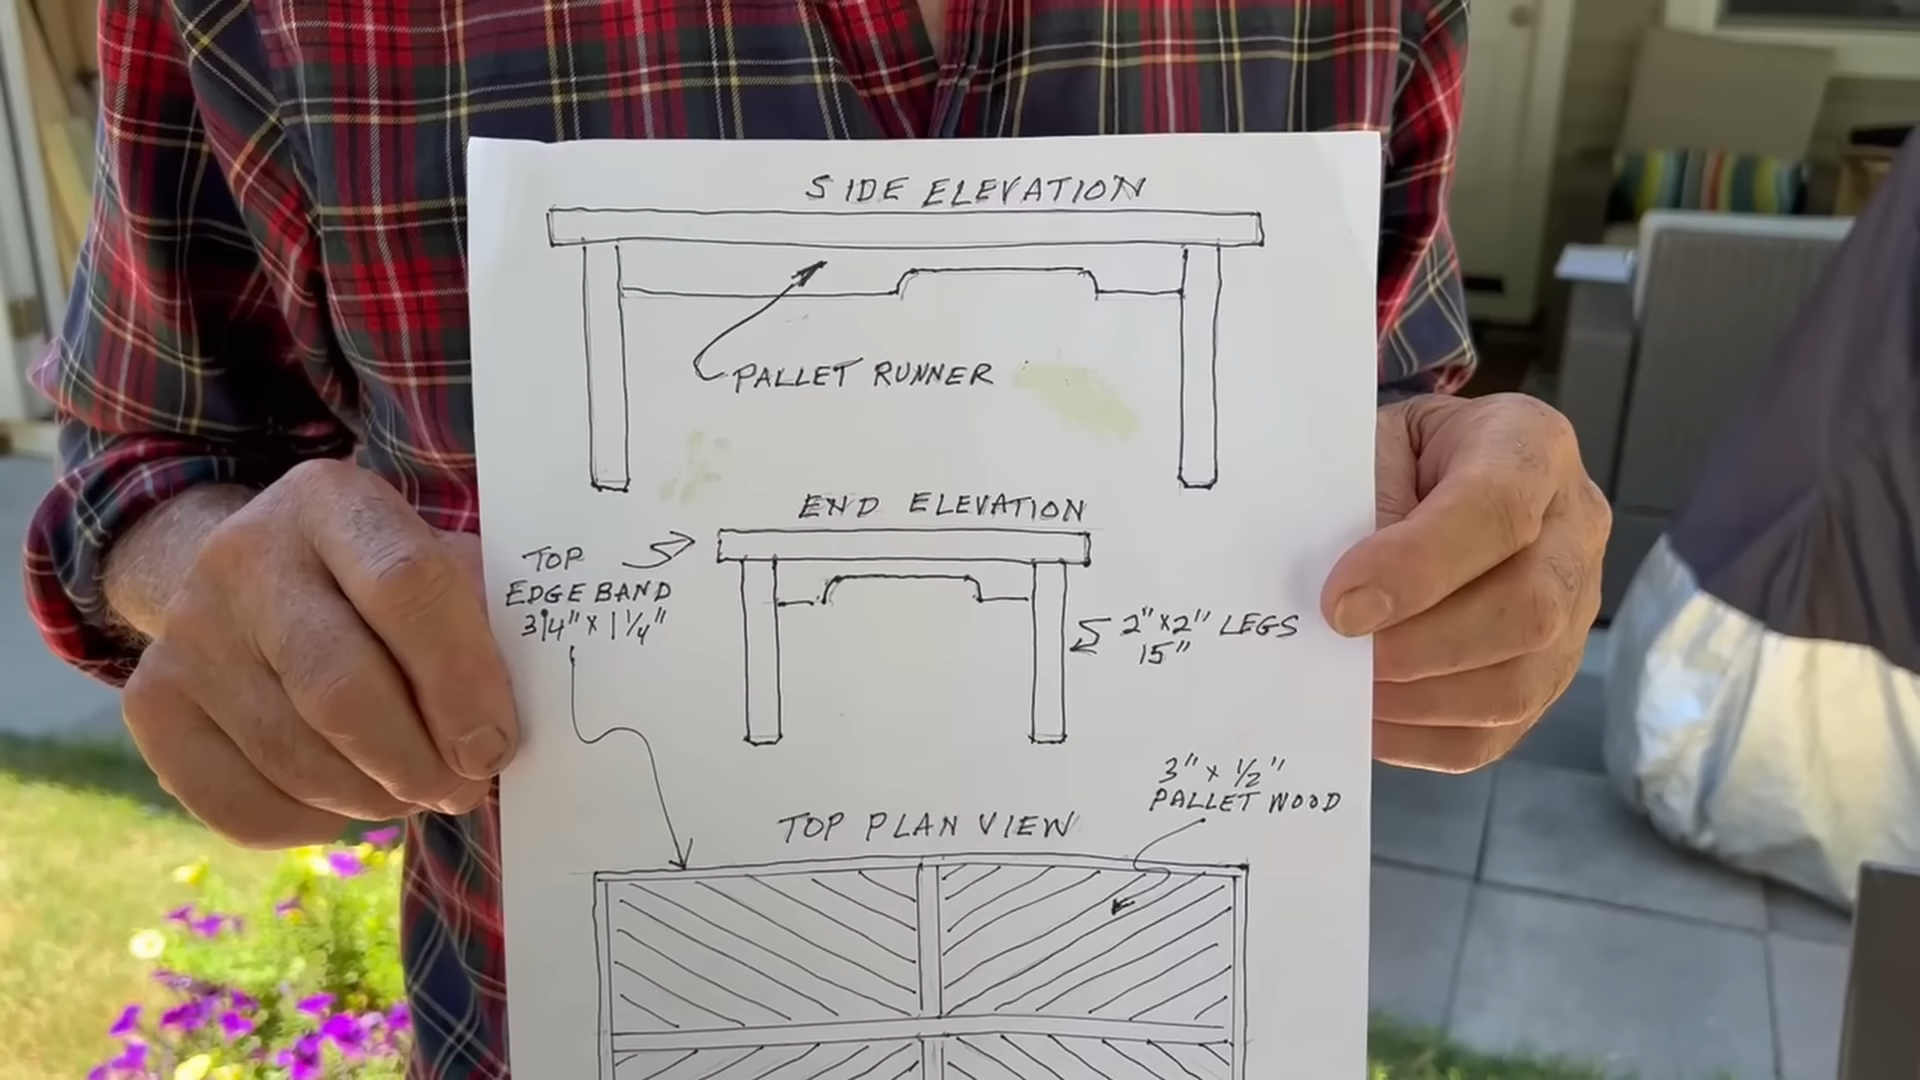 SIDE ELEVATION
PALLET RUNNER
END ELEVATION
TOP
EDGE BAND
3/4" x 1 1/4"
2" x 2" LEGS
15"
3" x 1/2"
PALLET WOOD
TOP PLAN VIEW